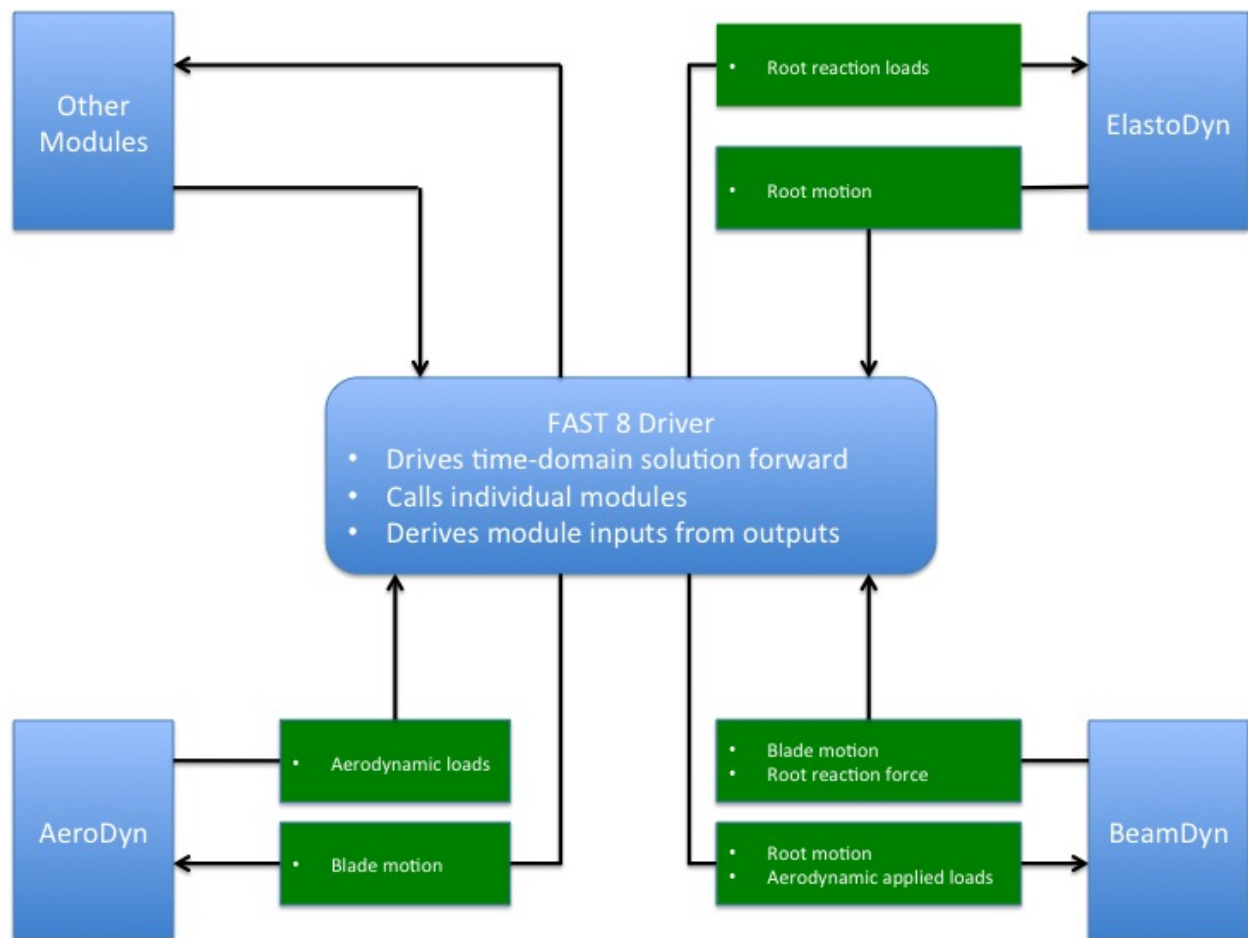 Other
Modules
• Root reaction loads
ElastoDyn
• Root motion
FAST 8 Driver
• Drives time-domain solution forward
• Calls individual modules
• Derives module inputs from outputs
AeroDyn
• Aerodynamic loads
• Blade motion
• Blade motion
• Root reaction force
• Root motion
• Aerodynamic applied loads
BeamDyn